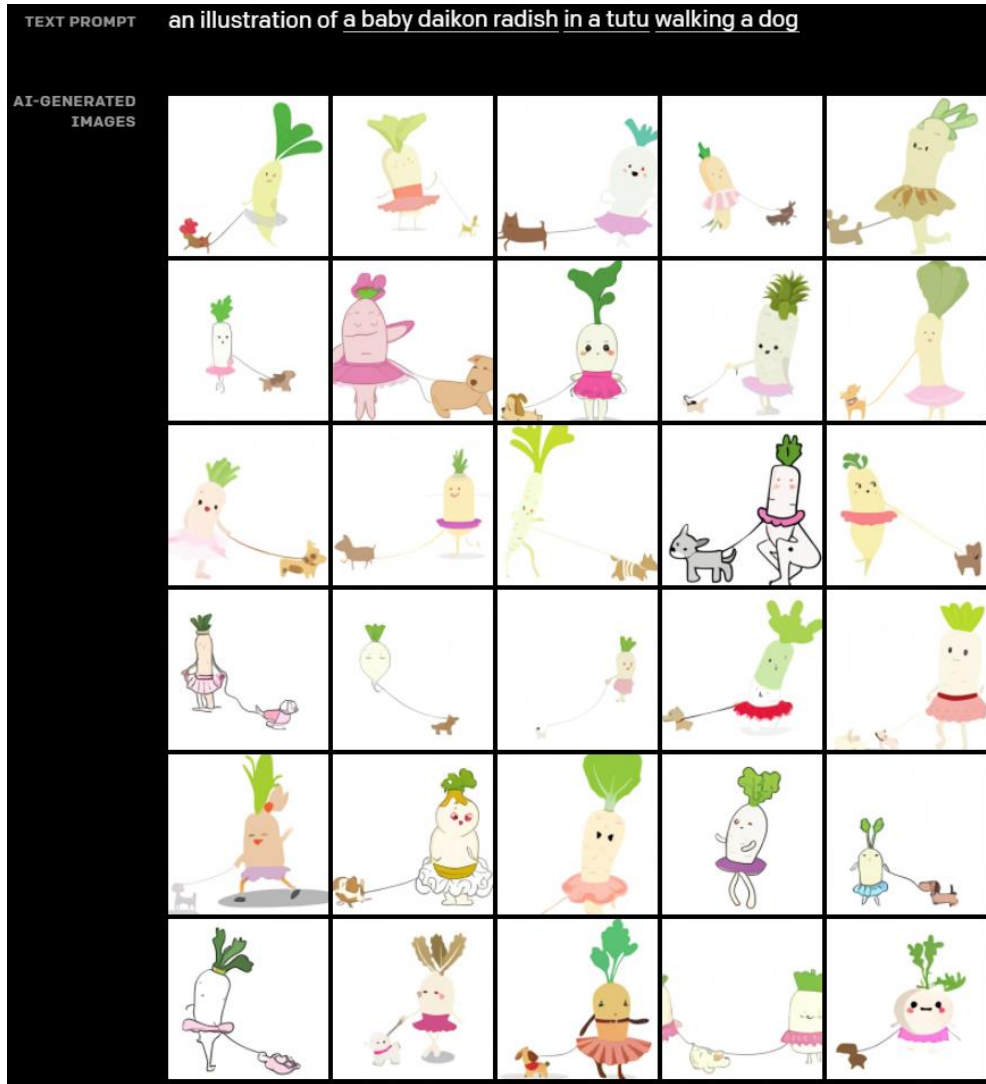 TEXT PROMPT an illustration of a baby daikon radish in a tutu walking a dog
AI-GENERATED
IMAGES